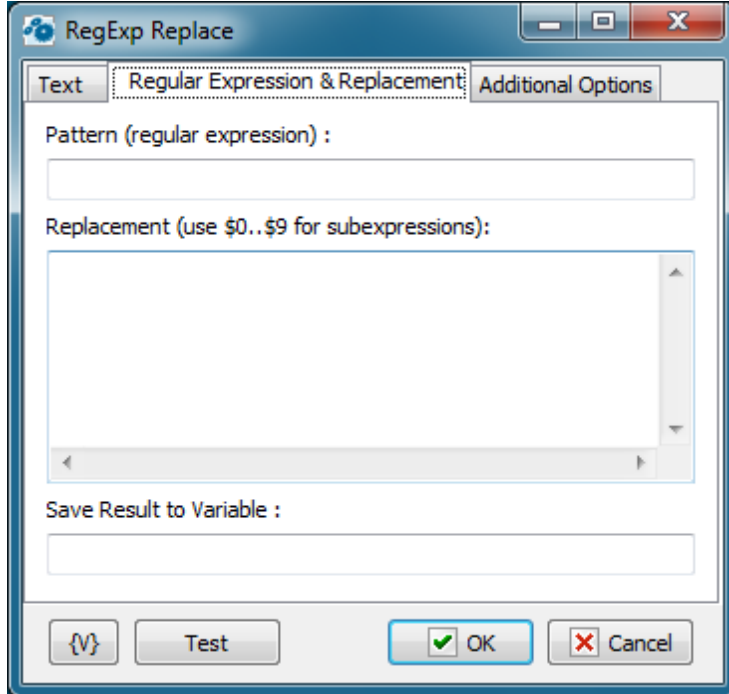 RegExp Replace
Text Regular Expression & Replacement Additional Options
Pattern (regular expression) :
Replacement (use $0..$9 for subexpressions):
Save Result to Variable :
{V} Test OK Cancel